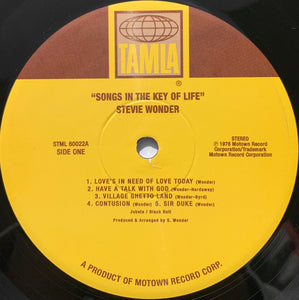 TAMLA
"SONGS IN THE KEY OF LIFE"
STEVIE WONDER
STML 60022A
SIDE ONE
STEREO
℗ 1976 Motown Record
Corporation/Trademark
Motown Record Corporation
1. LOVE'S IN NEED OF LOVE TODAY (Wonder)
2. HAVE A TALK WITH GOD (Wonder-Hardaway)
3. VILLAGE GHETTO LAND (Wonder-Byrd)
4. CONTUSION (Wonder) 5. SIR DUKE (Wonder)
Jobete / Black Bull
Produced & Arranged by S. Wonder
A PRODUCT OF MOTOWN RECORD CORP.